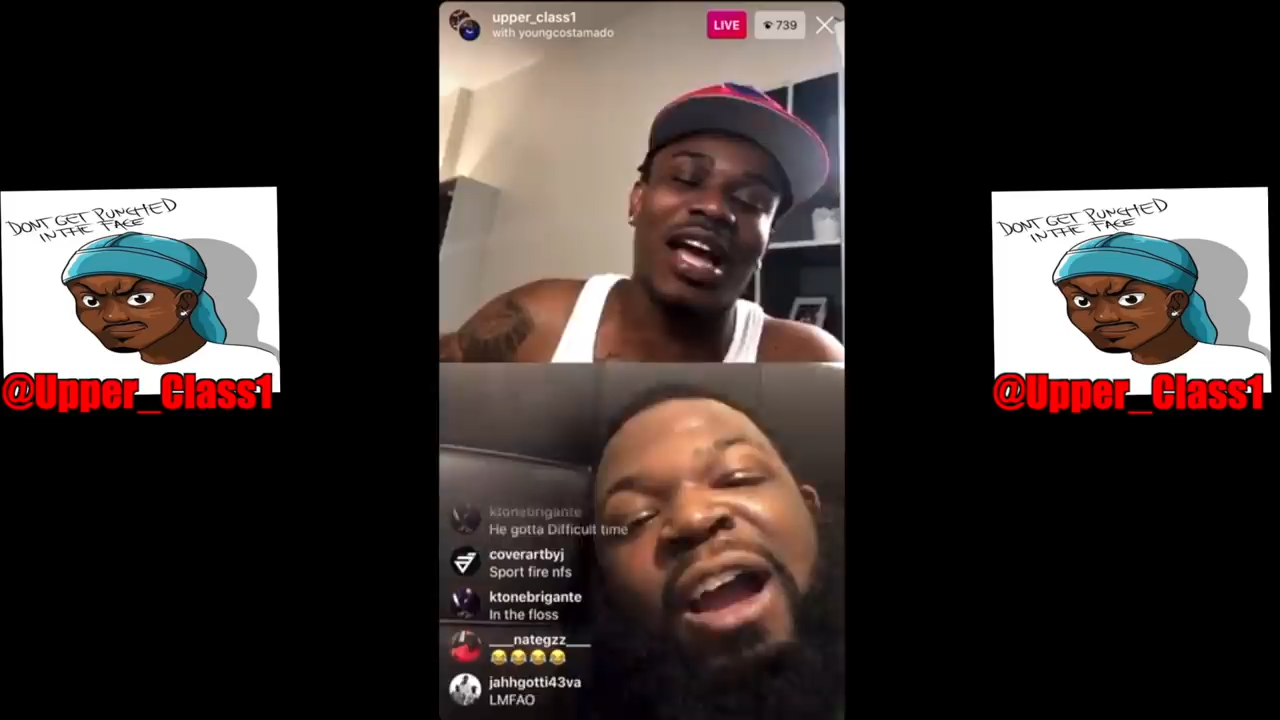 upper_class1
with youngcostamado
LIVE
739
DONT GET PUNCHED
IN THE FACE
@Upper_Class1
DONT GET PUNCHED
IN THE FACE
@Upper_Class1
ktonebrigante
He gotta Difficult time
coverartbyj
Sport fire nfs
ktonebrigante
In the floss
___nategzz___
😂😂😂😂
jahhgotti43va
LMFAO